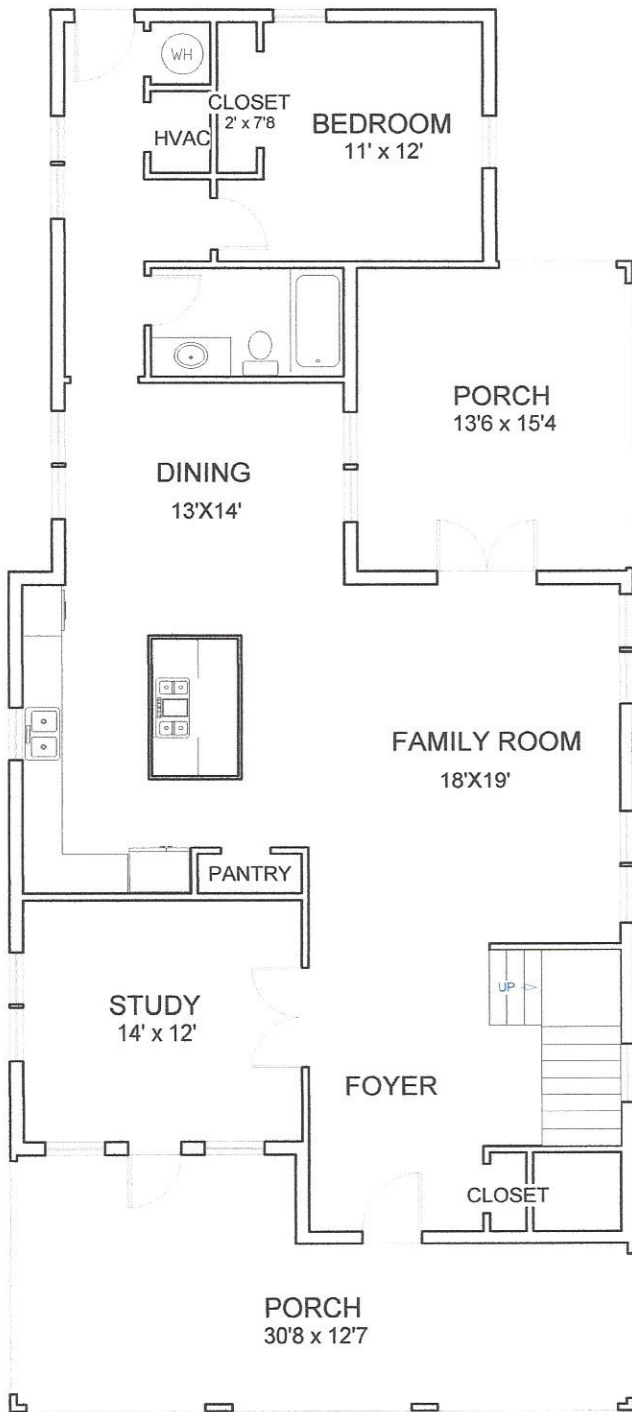 WH
CLOSET
2' x 7'8
HVAC
BEDROOM
11' x 12'
PORCH
13'6 x 15'4
DINING
13'X14'
FAMILY ROOM
18'X19'
PANTRY
STUDY
14' x 12'
UP
FOYER
CLOSET
PORCH
30'8 x 12'7